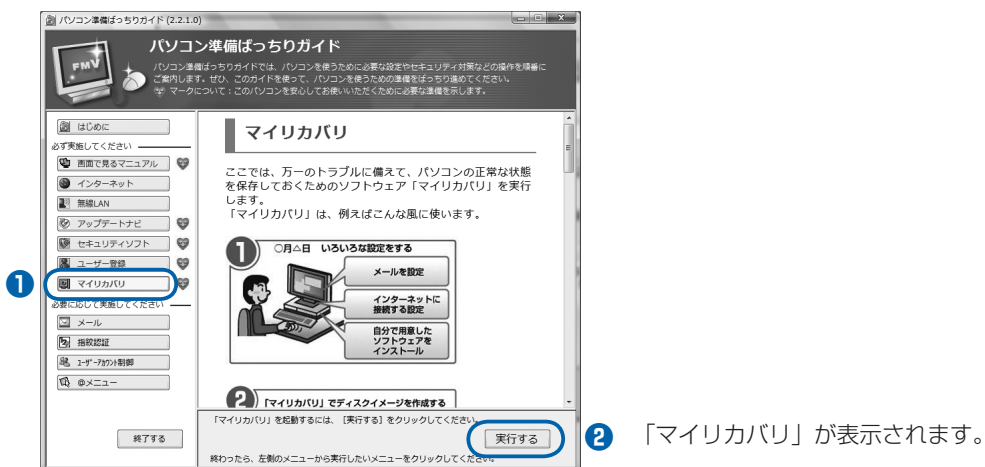 パソコン準備ばっちりガイド (2.2.1.0)
FMV
パソコン準備ばっちりガイド
パソコン準備ばっちりガイドでは、パソコンを使うために必要な設定やセキュリティ対策などの操作を順番に
ご案内します。ぜひ、このガイドを使って、パソコンを使うための準備をばっちり進めてください。
マークについて：このパソコンを安心してお使いいただくために必要な準備を示します。
はじめに
必ず実施してください
画面で見るマニュアル
インターネット
無線LAN
アップデートナビ
セキュリティソフト
ユーザー登録
❶
マイリカバリ
必要に応じて実施してください
メール
指紋認証
ユーザーアカウント制御
@メニュー
終了する
マイリカバリ
ここでは、万一のトラブルに備えて、パソコンの正常な状態
を保存しておくためのソフトウェア「マイリカバリ」を実行
します。
「マイリカバリ」は、例えばこんな風に使います。
1
○月△日 いろいろな設定をする
メールを設定
インターネットに
接続する設定
自分で用意した
ソフトウェアを
インストール
2
「マイリカバリ」でディスクイメージを作成する
「マイリカバリ」を起動するには、［実行する］をクリックしてください。
実行する
終わったら、左側のメニューから実行したいメニューをクリックしてください。
❷ 「マイリカバリ」が表示されます。